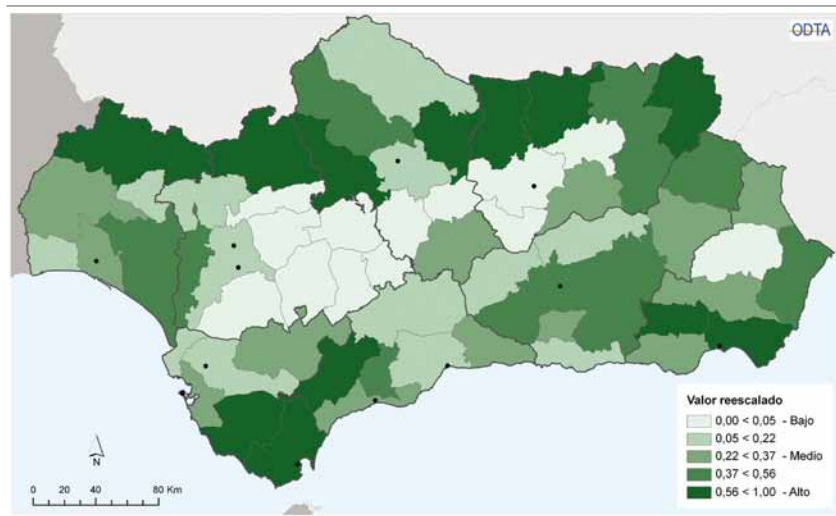 ODTA
Valor reescalado
0,00 < 0,05 - Bajo
0,05 < 0,22
0,22 < 0,37 - Medio
0,37 < 0,56
0,56 < 1,00 - Alto
N
0 20 40 80 Km